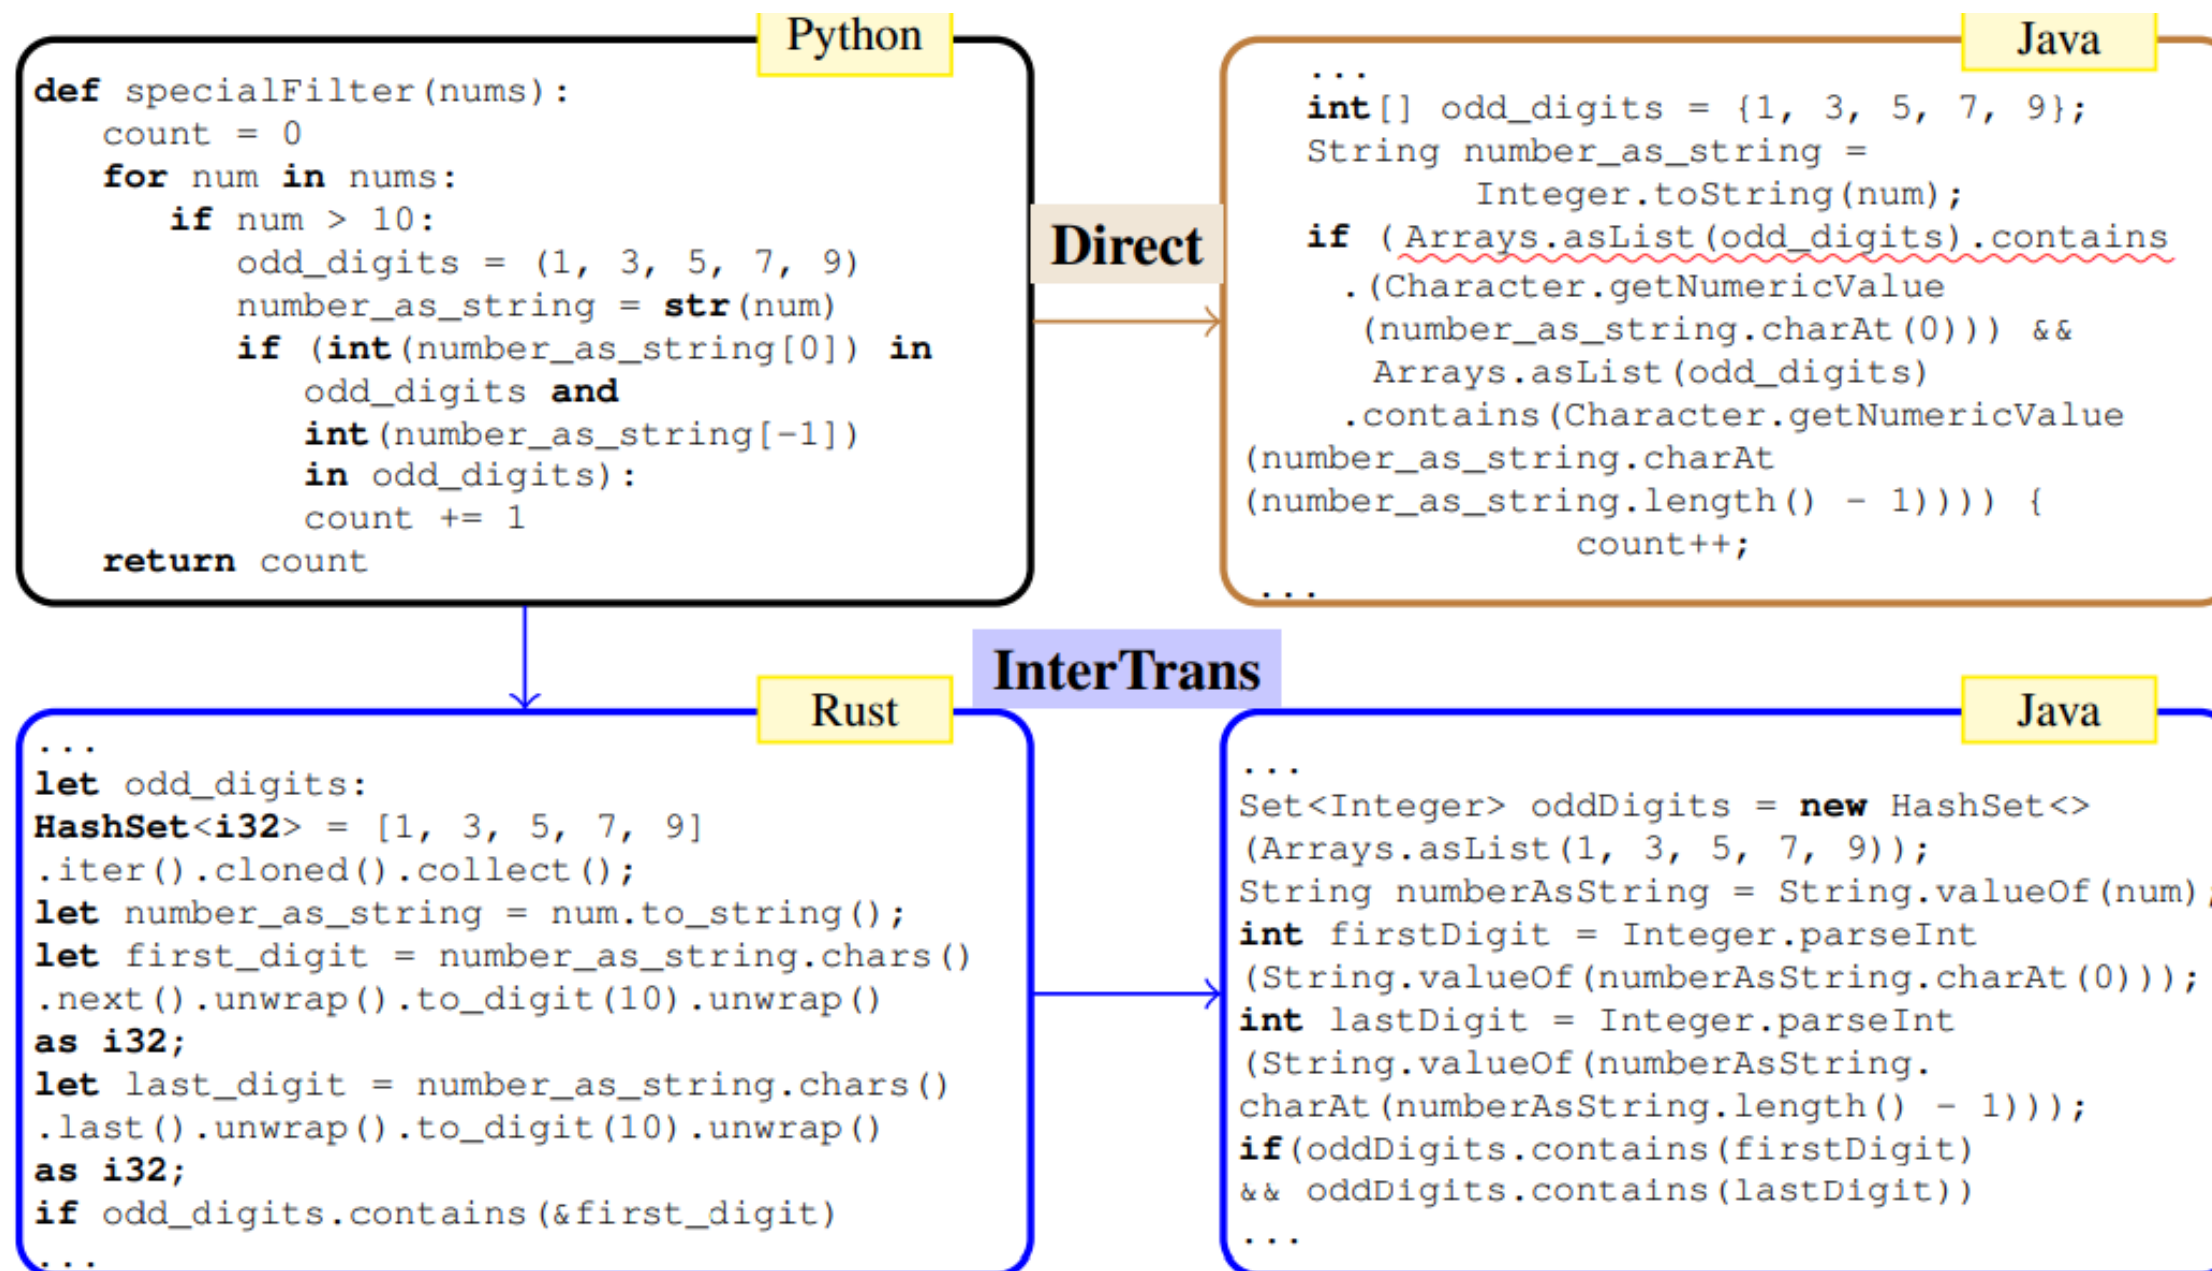 Python
def specialFilter(nums):
count = 0
for num in nums:
if num > 10:
odd_digits = (1, 3, 5, 7, 9)
number_as_string = str(num)
if (int(number_as_string[0]) in
odd_digits and
int(number_as_string[-1])
in odd_digits):
count += 1
return count
Direct
Java
...
int[] odd_digits = {1, 3, 5, 7, 9};
String number_as_string =
Integer.toString(num);
if (Arrays.asList(odd_digits).contains
.(Character.getNumericValue
(number_as_string.charAt(0))) &&
Arrays.asList(odd_digits)
.contains(Character.getNumericValue
(number_as_string.charAt
(number_as_string.length() - 1)))) {
count++;
...
InterTrans
Rust
...
let odd_digits:
HashSet<i32> = [1, 3, 5, 7, 9]
.iter().cloned().collect();
let number_as_string = num.to_string();
let first_digit = number_as_string.chars()
.next().unwrap().to_digit(10).unwrap()
as i32;
let last_digit = number_as_string.chars()
.last().unwrap().to_digit(10).unwrap()
as i32;
if odd_digits.contains(&first_digit)
...
Java
...
Set<Integer> oddDigits = new HashSet<>
(Arrays.asList(1, 3, 5, 7, 9));
String numberAsString = String.valueOf(num);
int firstDigit = Integer.parseInt
(String.valueOf(numberAsString.charAt(0)));
int lastDigit = Integer.parseInt
(String.valueOf(numberAsString.
charAt(numberAsString.length() - 1)));
if(oddDigits.contains(firstDigit)
&& oddDigits.contains(lastDigit))
...